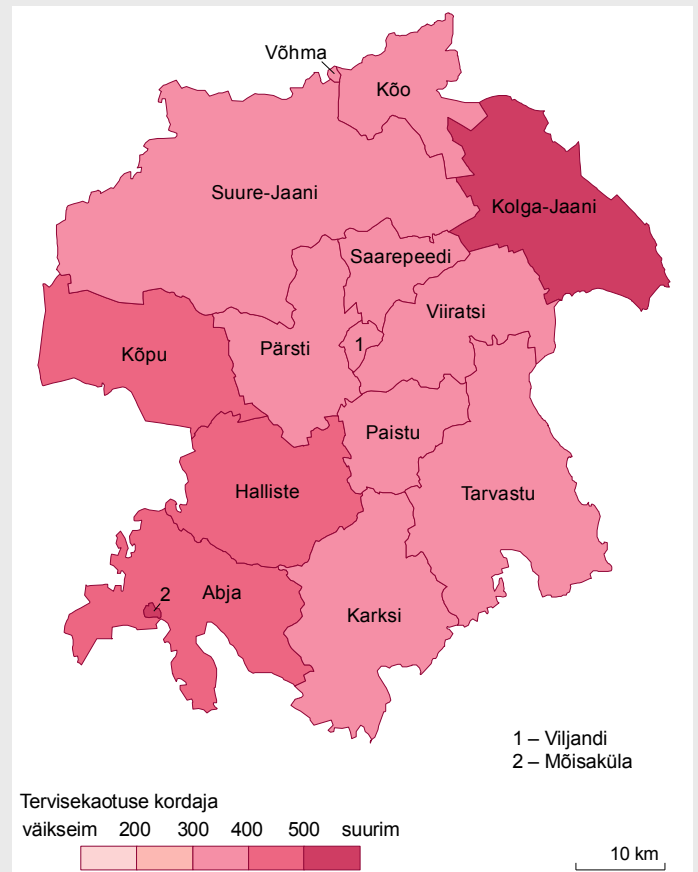 Võhma
Kõo
Suure-Jaani
Kolga-Jaani
Saarepeedi
Viiratsi
Kõpu
Pärsti
1
Paistu
Halliste
Tarvastu
2
Abja
Karksi
1 – Viljandi
2 – Mõisaküla
Tervisekaotuse kordaja
väikseim 200 300 400 500 suurim
10 km